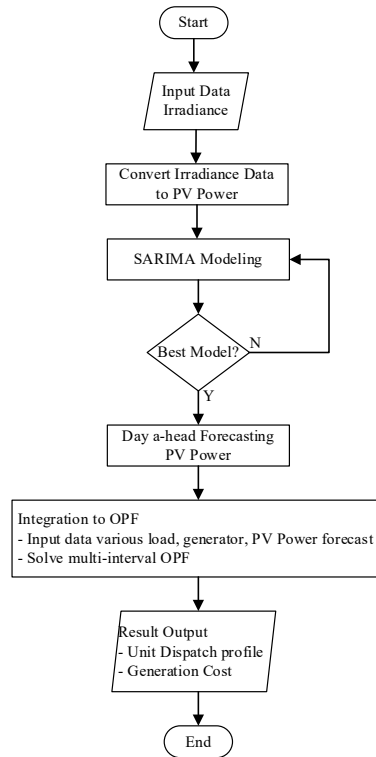 Start
Input Data
Irradiance
Convert Irradiance Data
to PV Power
SARIMA Modeling
Best Model?
N
Y
Day a-head Forecasting
PV Power
Integration to OPF
- Input data various load, generator, PV Power forecast
- Solve multi-interval OPF
Result Output
- Unit Dispatch profile
- Generation Cost
End